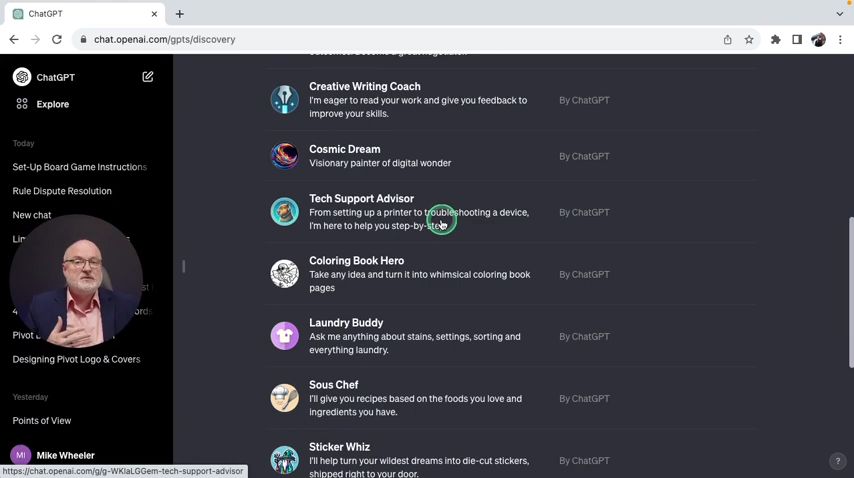 ChatGPT
chat.openai.com/gpts/discovery
ChatGPT
Explore
Today
Set-Up Board Game Instructions
Rule Dispute Resolution
New chat
Designing Pivot Logo & Covers
Yesterday
Points of View
MI
Mike Wheeler
https://chat.openai.com/g/g-WKIaLGGem-tech-support-advisor
Creative Writing Coach
I'm eager to read your work and give you feedback to
improve your skills.
By ChatGPT
Cosmic Dream
Visionary painter of digital wonder
By ChatGPT
Tech Support Advisor
From setting up a printer to troubleshooting a device,
I'm here to help you step-by-step
By ChatGPT
Coloring Book Hero
Take any idea and turn it into whimsical coloring book
pages
By ChatGPT
Laundry Buddy
Ask me anything about stains, settings, sorting and
everything laundry.
By ChatGPT
Sous Chef
I'll give you recipes based on the foods you love and
ingredients you have.
By ChatGPT
Sticker Whiz
I'll help turn your wildest dreams into die-cut stickers,
shipped right to your door.
By ChatGPT
?